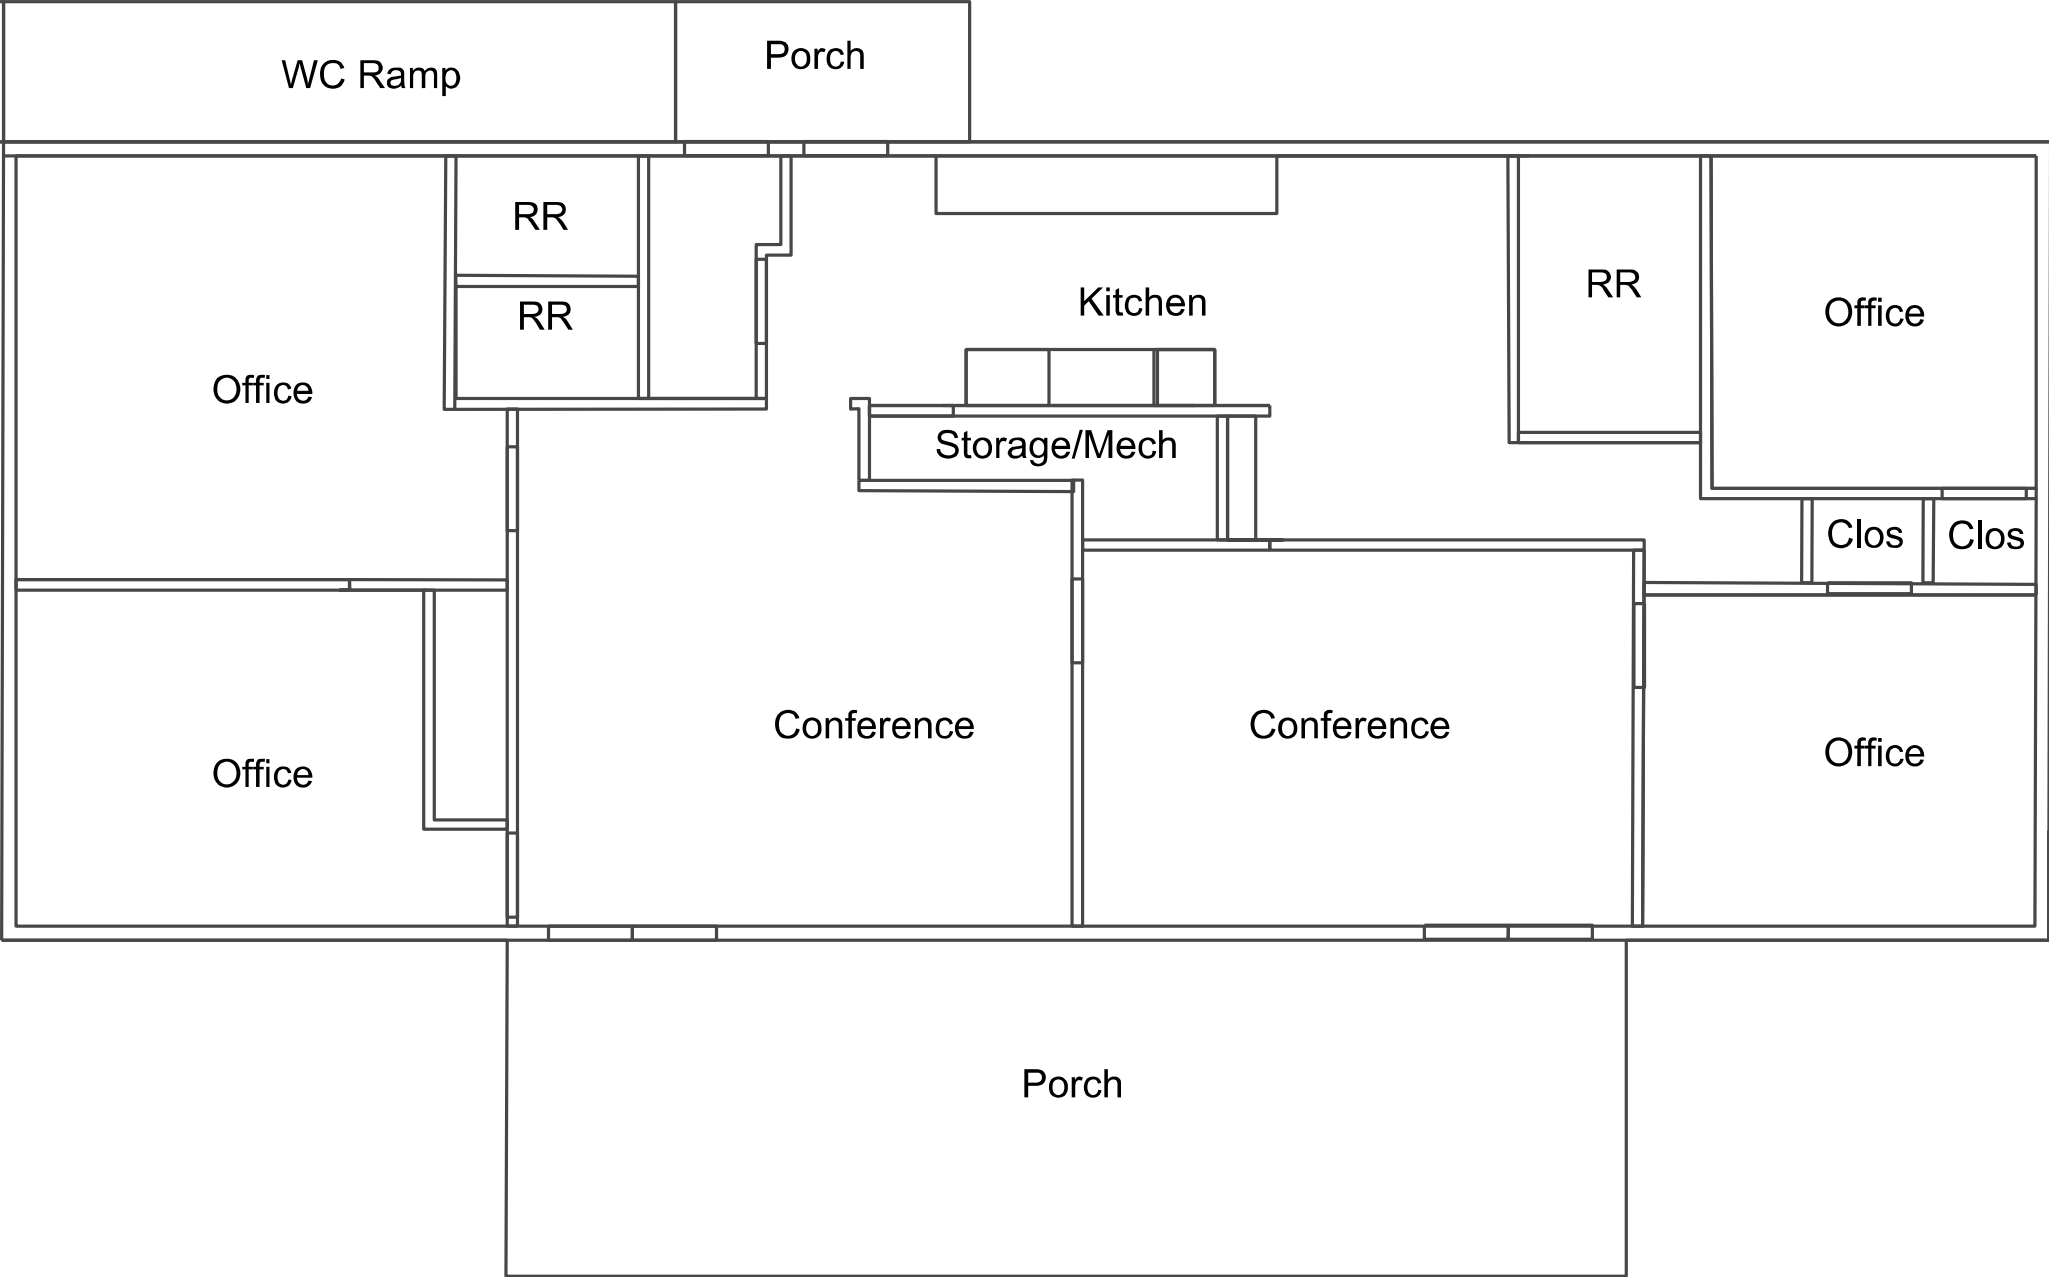 WC Ramp
Porch
RR
RR
Office
Kitchen
RR
Office
Storage/Mech
Clos
Clos
Office
Conference
Conference
Office
Porch